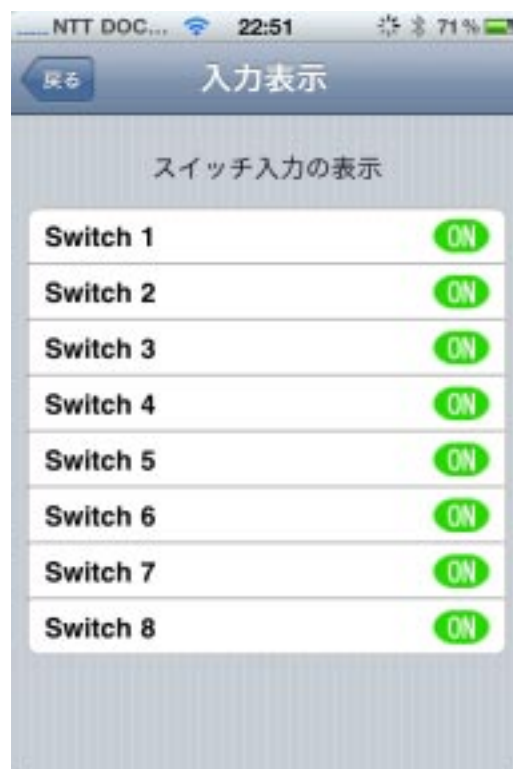 NTT DOC... 22:51 71%
戻る 入力表示
スイッチ入力の表示
Switch 1 ON
Switch 2 ON
Switch 3 ON
Switch 4 ON
Switch 5 ON
Switch 6 ON
Switch 7 ON
Switch 8 ON